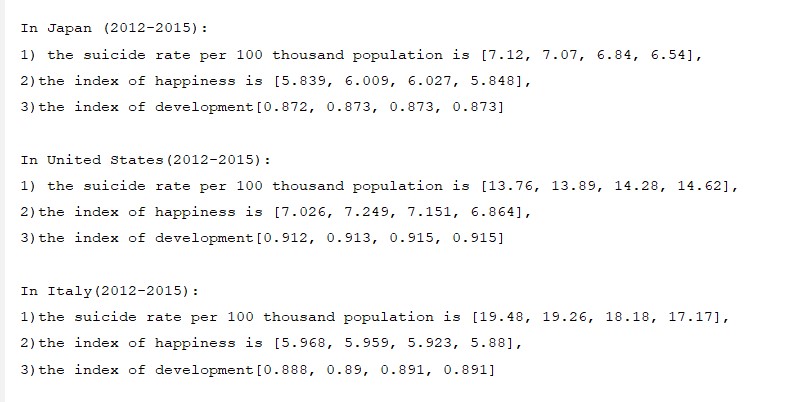 In Japan (2012-2015):
1) the suicide rate per 100 thousand population is [7.12, 7.07, 6.84, 6.54],
2)the index of happiness is [5.839, 6.009, 6.027, 5.848],
3)the index of development[0.872, 0.873, 0.873, 0.873]
In United States(2012-2015):
1) the suicide rate per 100 thousand population is [13.76, 13.89, 14.28, 14.62],
2)the index of happiness is [7.026, 7.249, 7.151, 6.864],
3)the index of development[0.912, 0.913, 0.915, 0.915]
In Italy(2012-2015):
1)the suicide rate per 100 thousand population is [19.48, 19.26, 18.18, 17.17],
2)the index of happiness is [5.968, 5.959, 5.923, 5.88],
3)the index of development[0.888, 0.89, 0.891, 0.891]